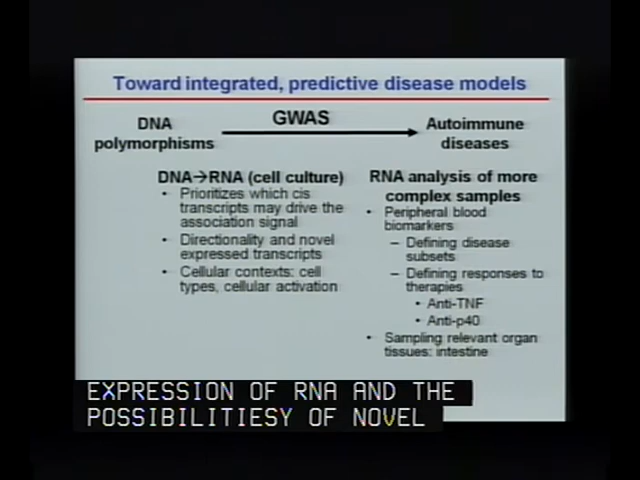 Toward integrated, predictive disease models
DNA
polymorphisms
GWAS
Autoimmune
diseases
DNA→RNA (cell culture)
• Prioritizes which cis
transcripts may drive the
association signal
• Directionality and novel
expressed transcripts
• Cellular contexts: cell
types, cellular activation
RNA analysis of more
complex samples
• Peripheral blood
biomarkers
– Defining disease
subsets
– Defining responses to
therapies
• Anti-TNF
• Anti-p40
• Sampling relevant organ
tissues: intestine
EXPRESSION OF RNA AND THE
POSSIBILITIESY OF NOVEL